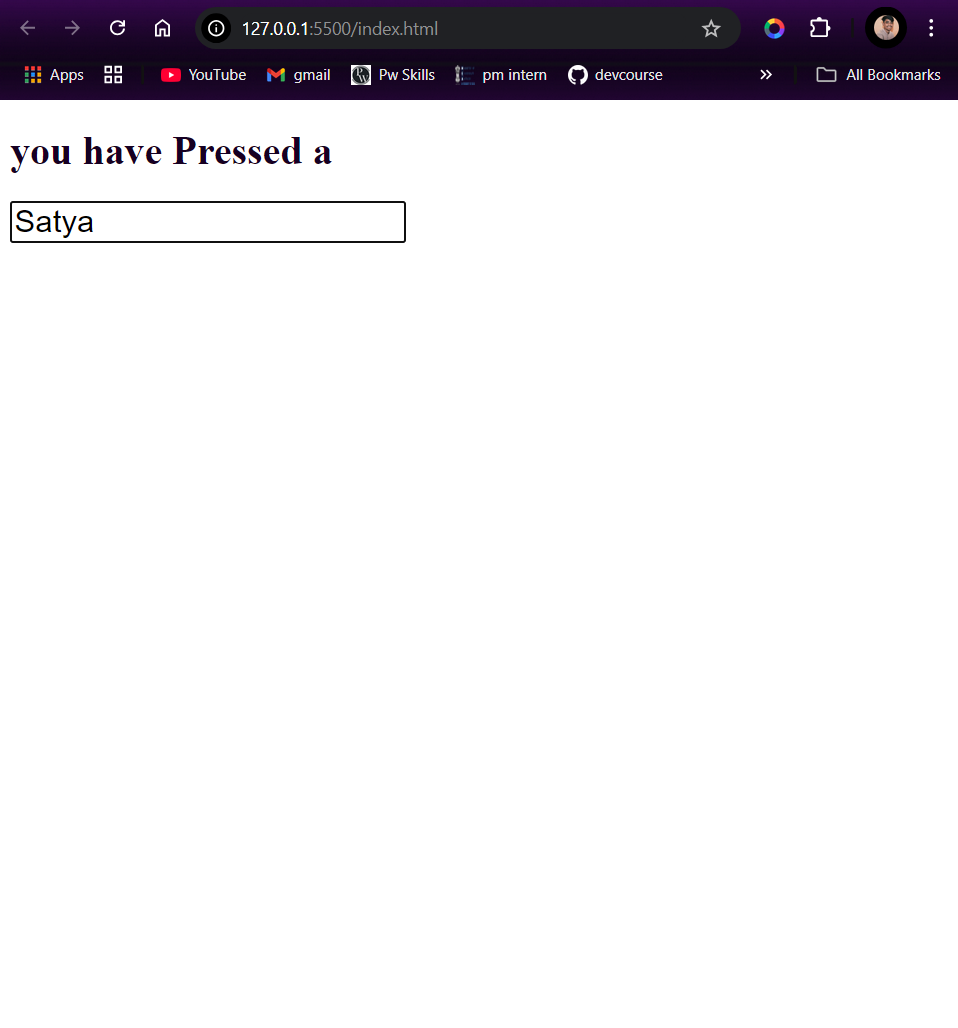 127.0.0.1:5500/index.html
Apps YouTube gmail Pw Skills pm intern devcourse All Bookmarks
you have Pressed a
Satya